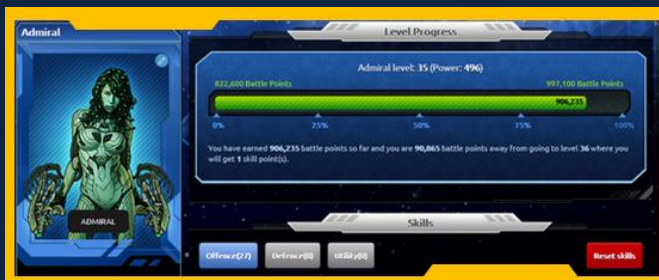 Admiral
Level Progress
Admiral level: 35 (Power: 496)
822,600 Battle Points
997,100 Battle Points
906,235
0%
25%
50%
75%
100%
You have earned 906,235 battle points so far and you are 90,865 battle points away from going to level 36 where you
will get 1 skill point(s).
ADMIRAL
Skills
Offence(27)
Defence(0)
Utility(0)
Reset skills